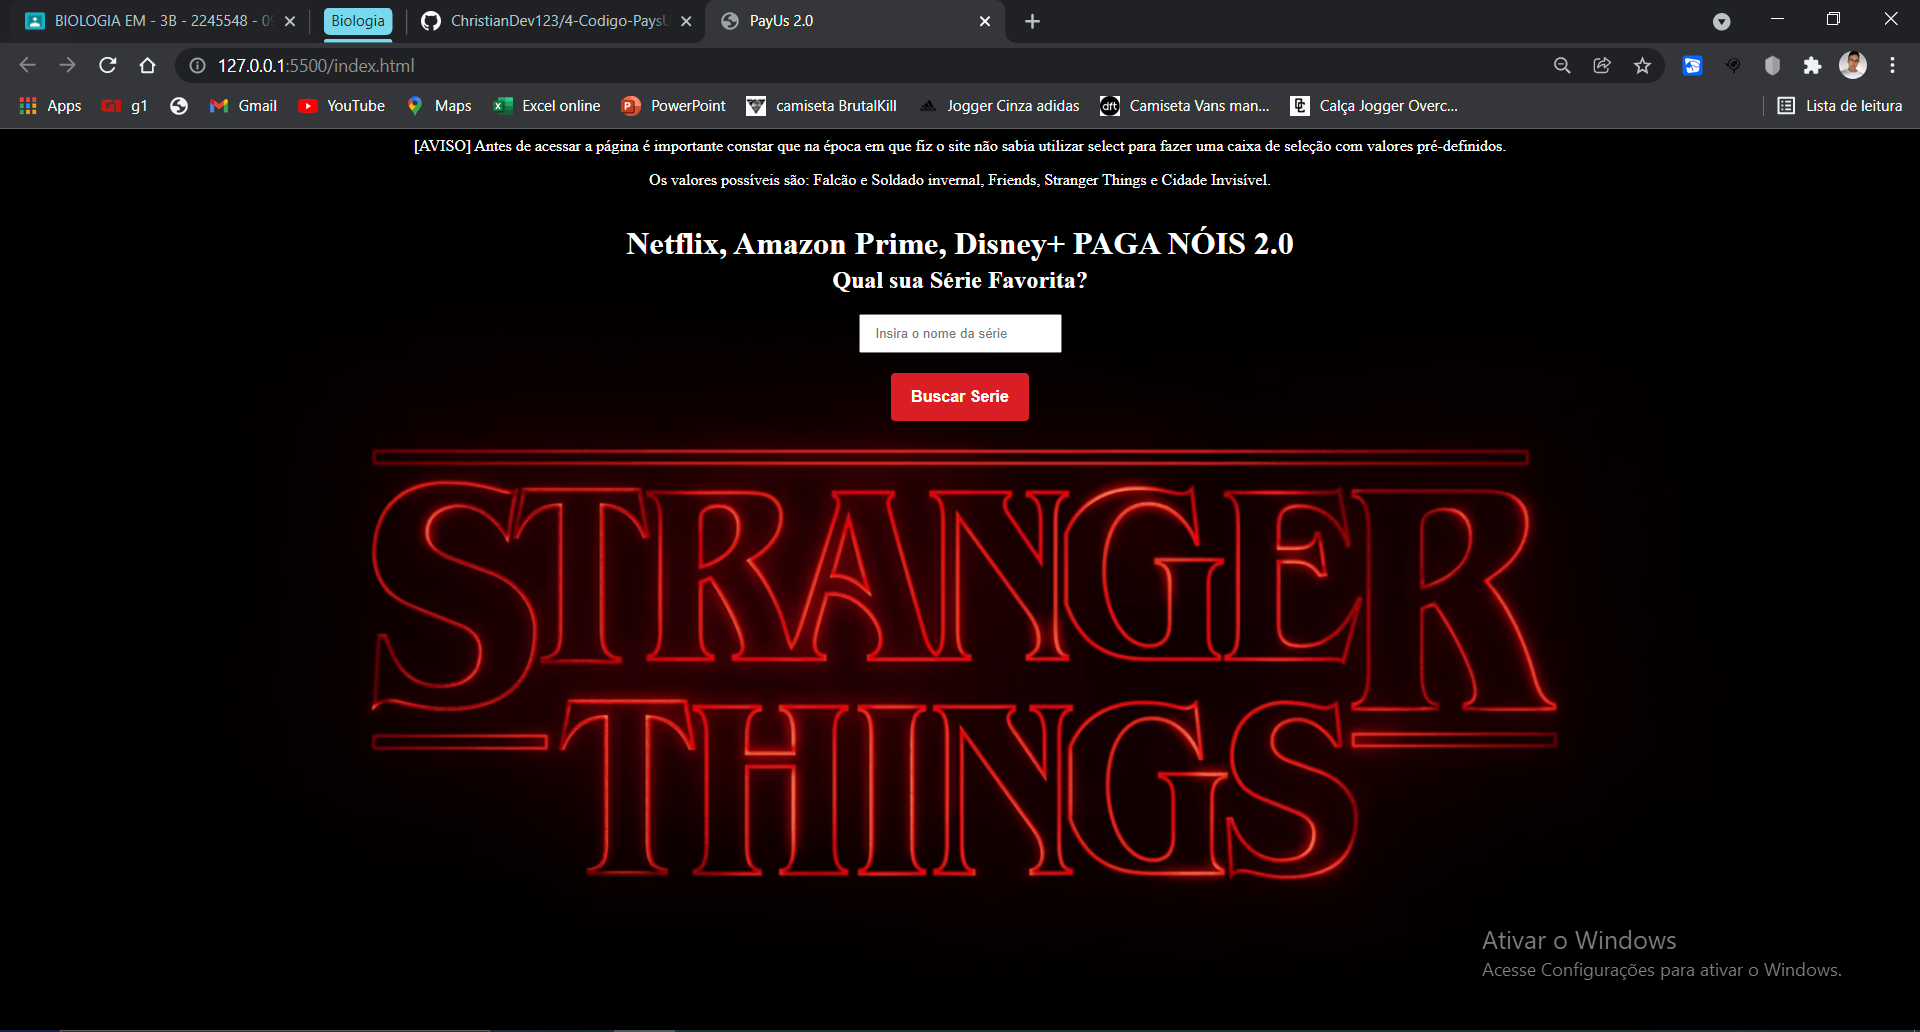 BIOLOGIA EM - 3B - 2245548 - 09
Biologia
ChristianDev123/4-Codigo-PaysU
PayUs 2.0
127.0.0.1:5500/index.html
Apps
g1
Gmail
YouTube
Maps
Excel online
PowerPoint
camiseta BrutalKill
Jogger Cinza adidas
Camiseta Vans man...
Calça Jogger Overc...
Lista de leitura
[AVISO] Antes de acessar a página é importante constar que na época em que fiz o site não sabia utilizar select para fazer uma caixa de seleção com valores pré-definidos.
Os valores possíveis são: Falcão e Soldado invernal, Friends, Stranger Things e Cidade Invisível.
Netflix, Amazon Prime, Disney+ PAGA NÓIS 2.0
Qual sua Série Favorita?
Insira o nome da série
Buscar Serie
STRANGER
THINGS
Ativar o Windows
Acesse Configurações para ativar o Windows.